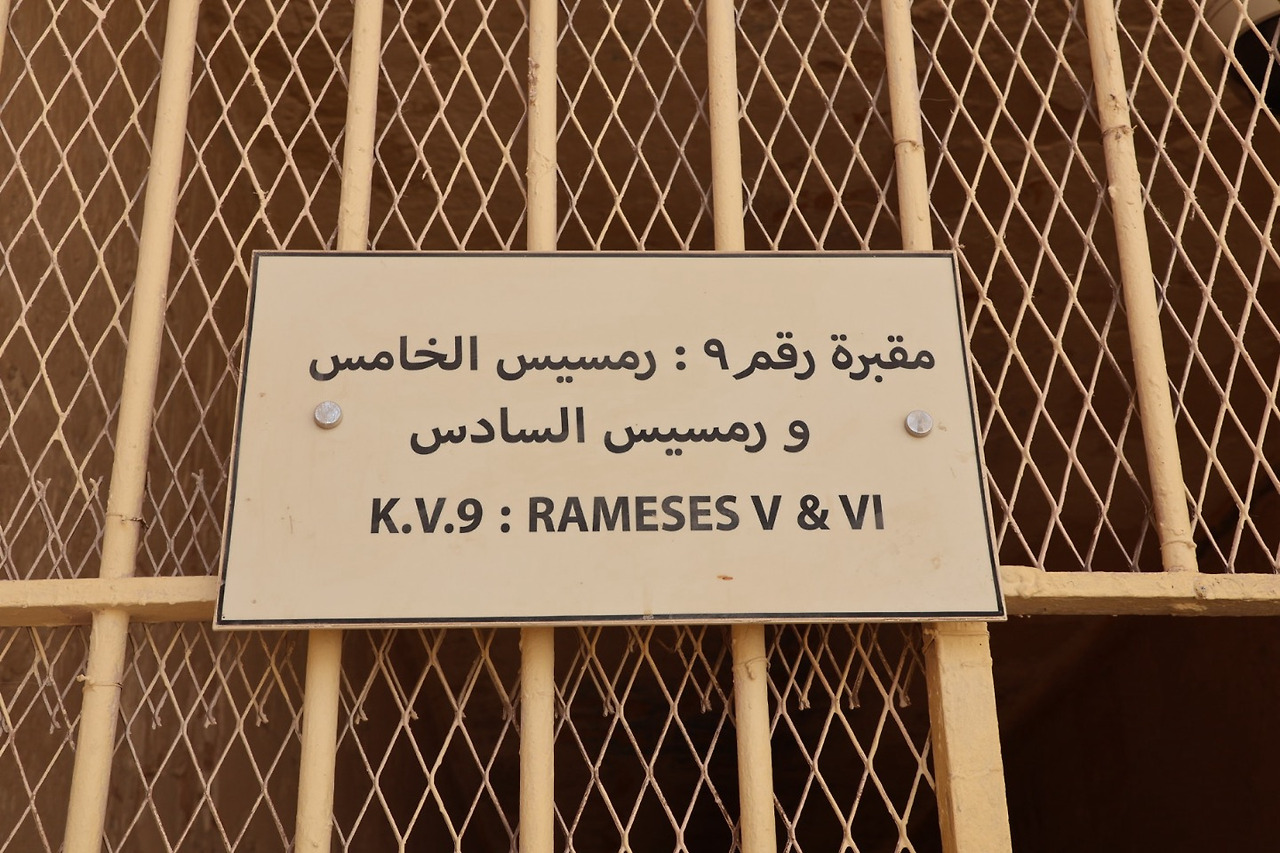 مقبرة رقم ٩ : رمسيس الخامس
و رمسيس السادس
K.V.9 : RAMESES V & VI